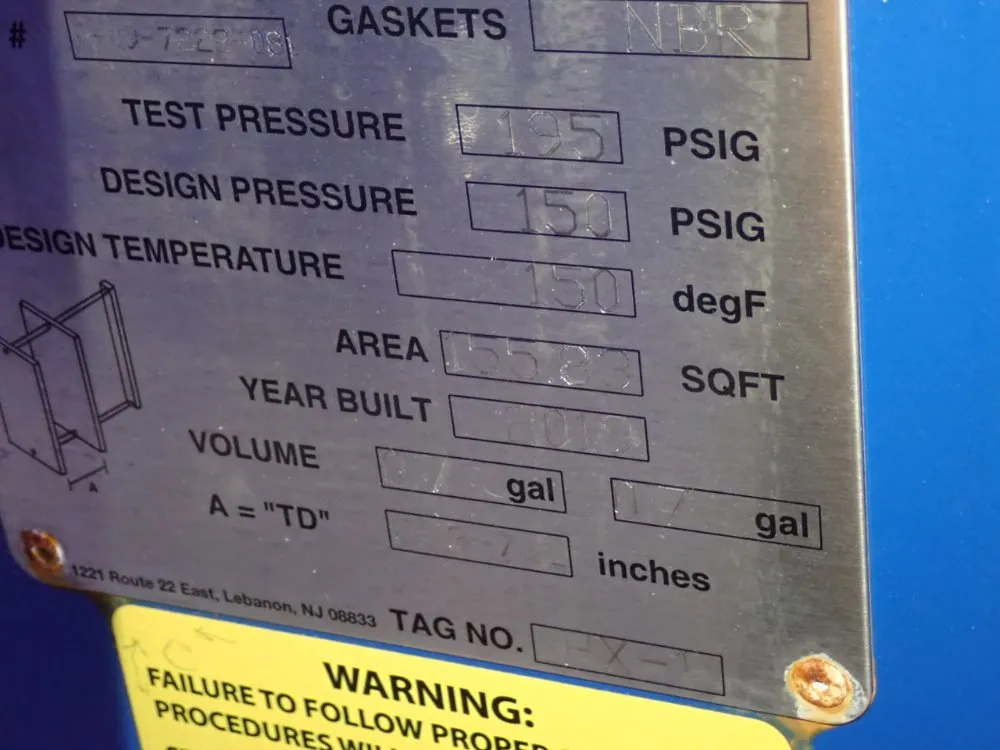 #
GASKETS NBR
TEST PRESSURE 195 PSIG
DESIGN PRESSURE 150 PSIG
DESIGN TEMPERATURE 150 degF
AREA SQFT
YEAR BUILT
VOLUME gal 17 gal
A = "TD" inches
A
1221 Route 22 East, Lebanon, NJ 08833
TAG NO.
WARNING:
FAILURE TO FOLLOW PROPER
PROCEDURES